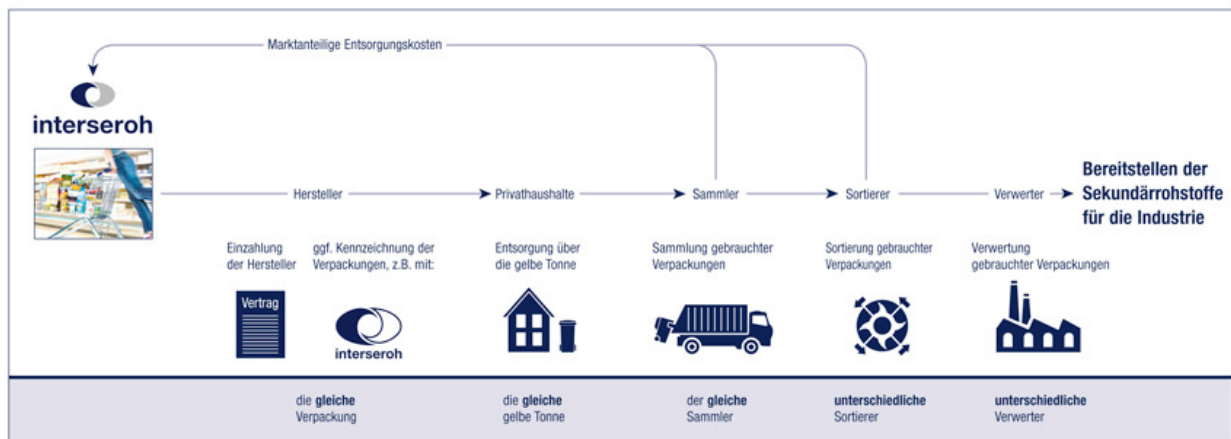 Marktanteilige Entsorgungskosten
interseroh
Hersteller
Privathaushalte
Sammler
Sortierer
Verwerter
Bereitstellen der
Sekundärrohstoffe
für die Industrie
Einzahlung
der Hersteller
ggf. Kennzeichnung der
Verpackungen, z.B. mit:
Entsorgung über
die gelbe Tonne
Sammlung gebrauchter
Verpackungen
Sortierung gebrauchter
Verpackungen
Verwertung
gebrauchter Verpackungen
Vertrag
interseroh
die gleiche
Verpackung
die gleiche
gelbe Tonne
der gleiche
Sammler
unterschiedliche
Sortierer
unterschiedliche
Verwerter